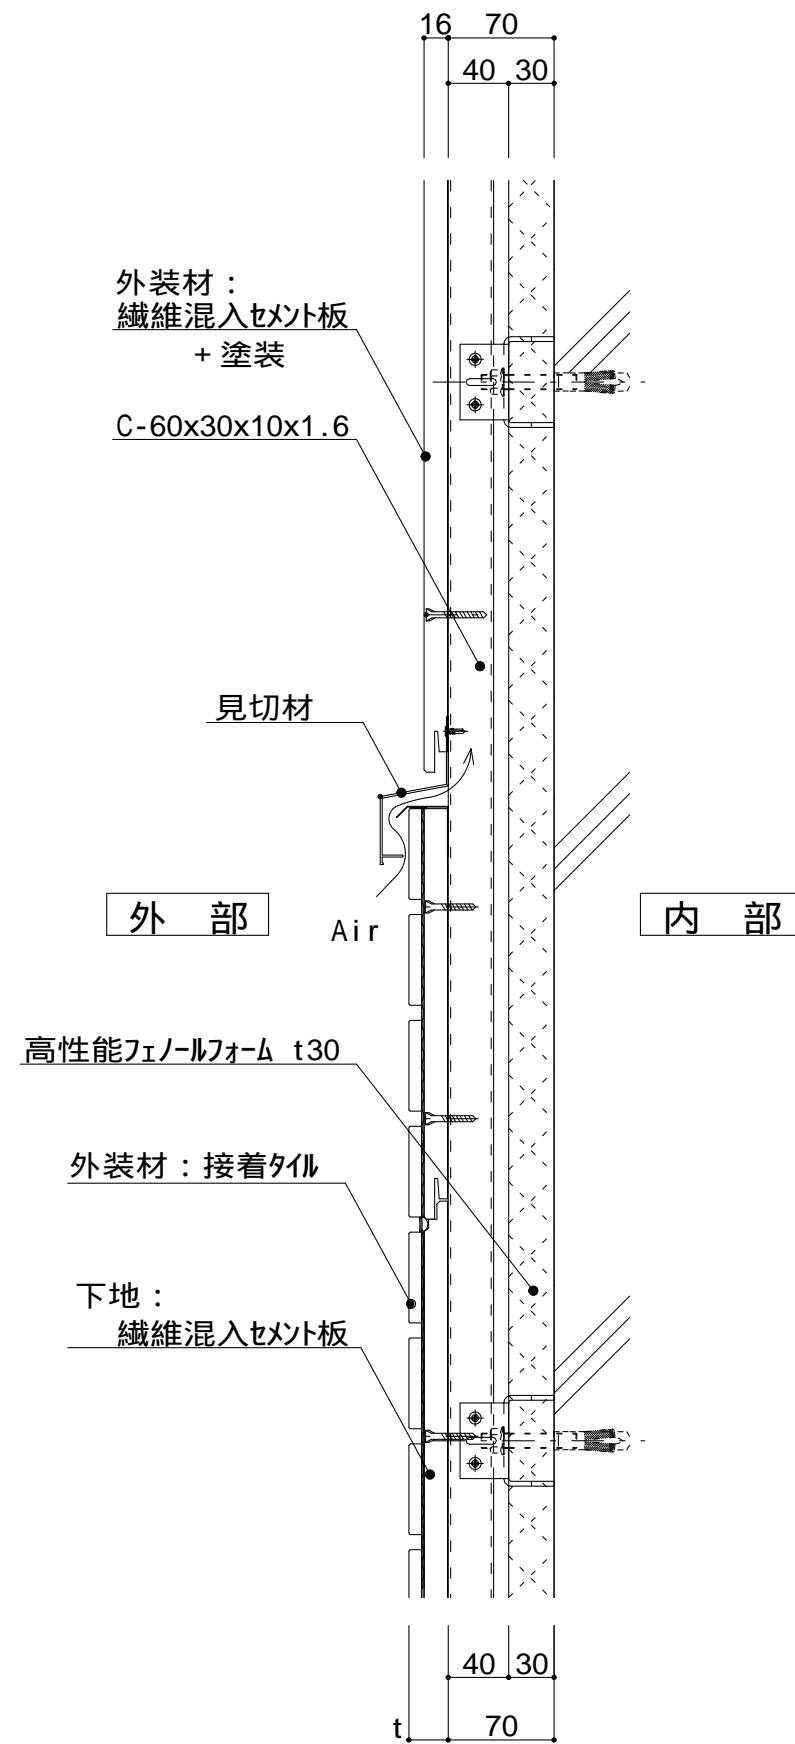 16 70
40 30
外装材：
繊維混入ｾﾒﾝﾄ板
+ 塗装
C-60x30x10x1.6
見切材
外 部
Air
内 部
高性能ﾌｪﾉｰﾙﾌｫｰﾑ t30
外装材：接着ﾀｲﾙ
下地：
繊維混入ｾﾒﾝﾄ板
40 30
t 70